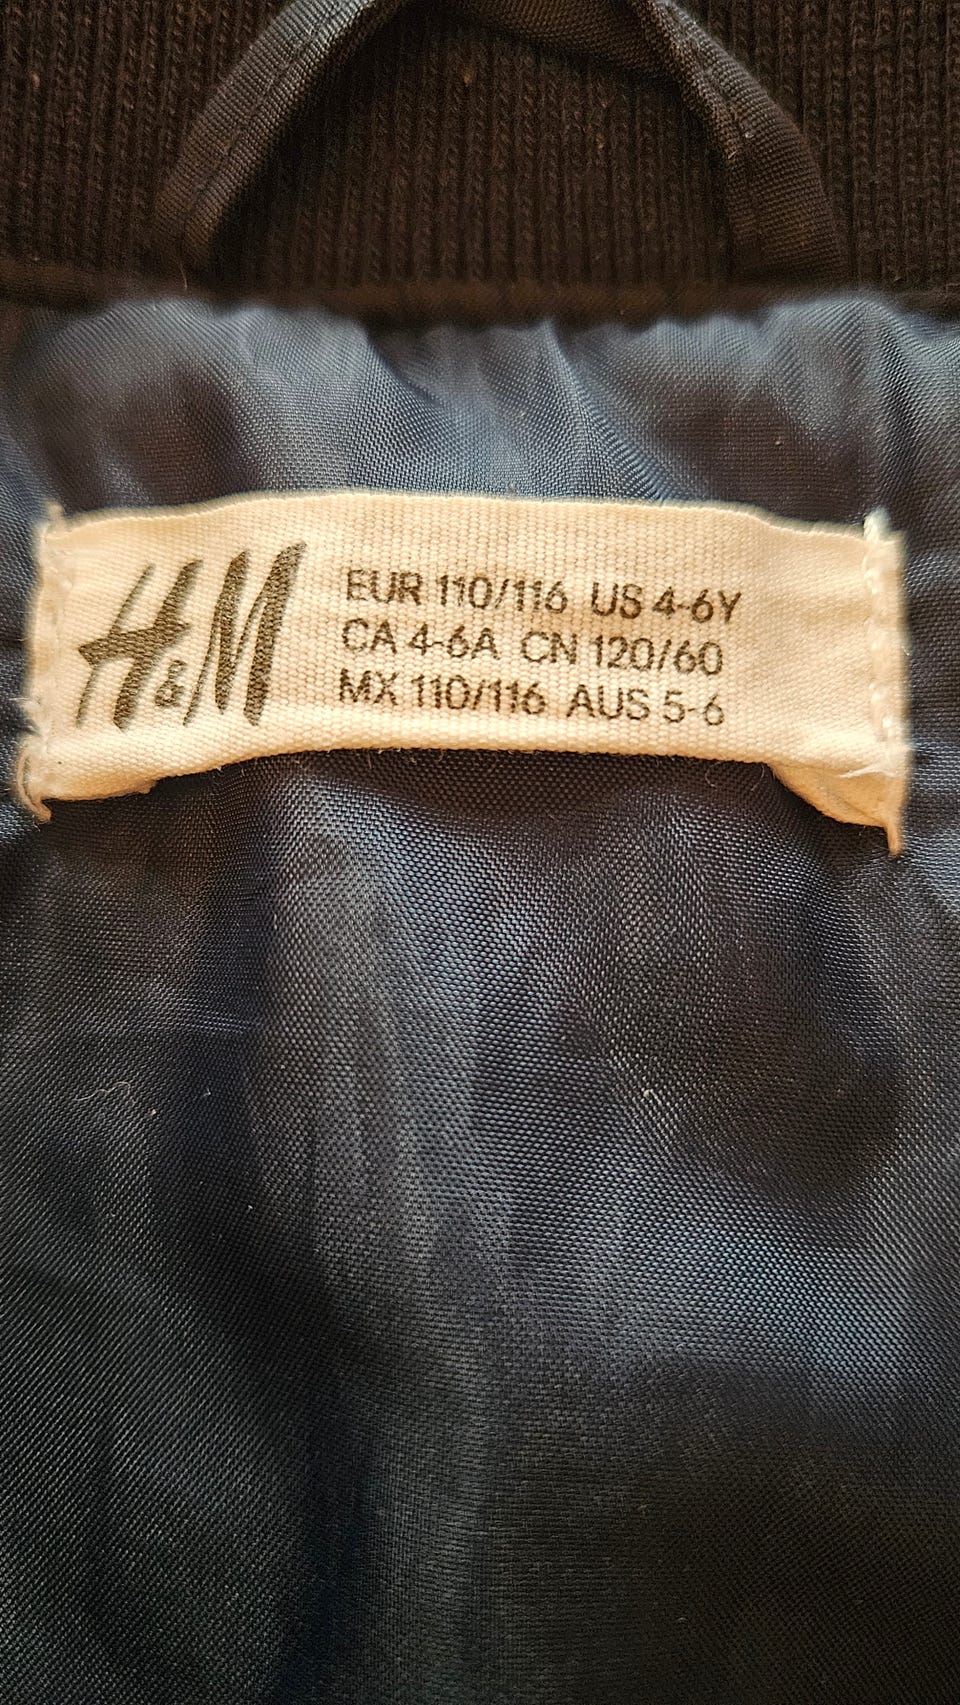 H&M
EUR 110/116 US 4-6Y
CA 4-6A CN 120/60
MX 110/116 AUS 5-6